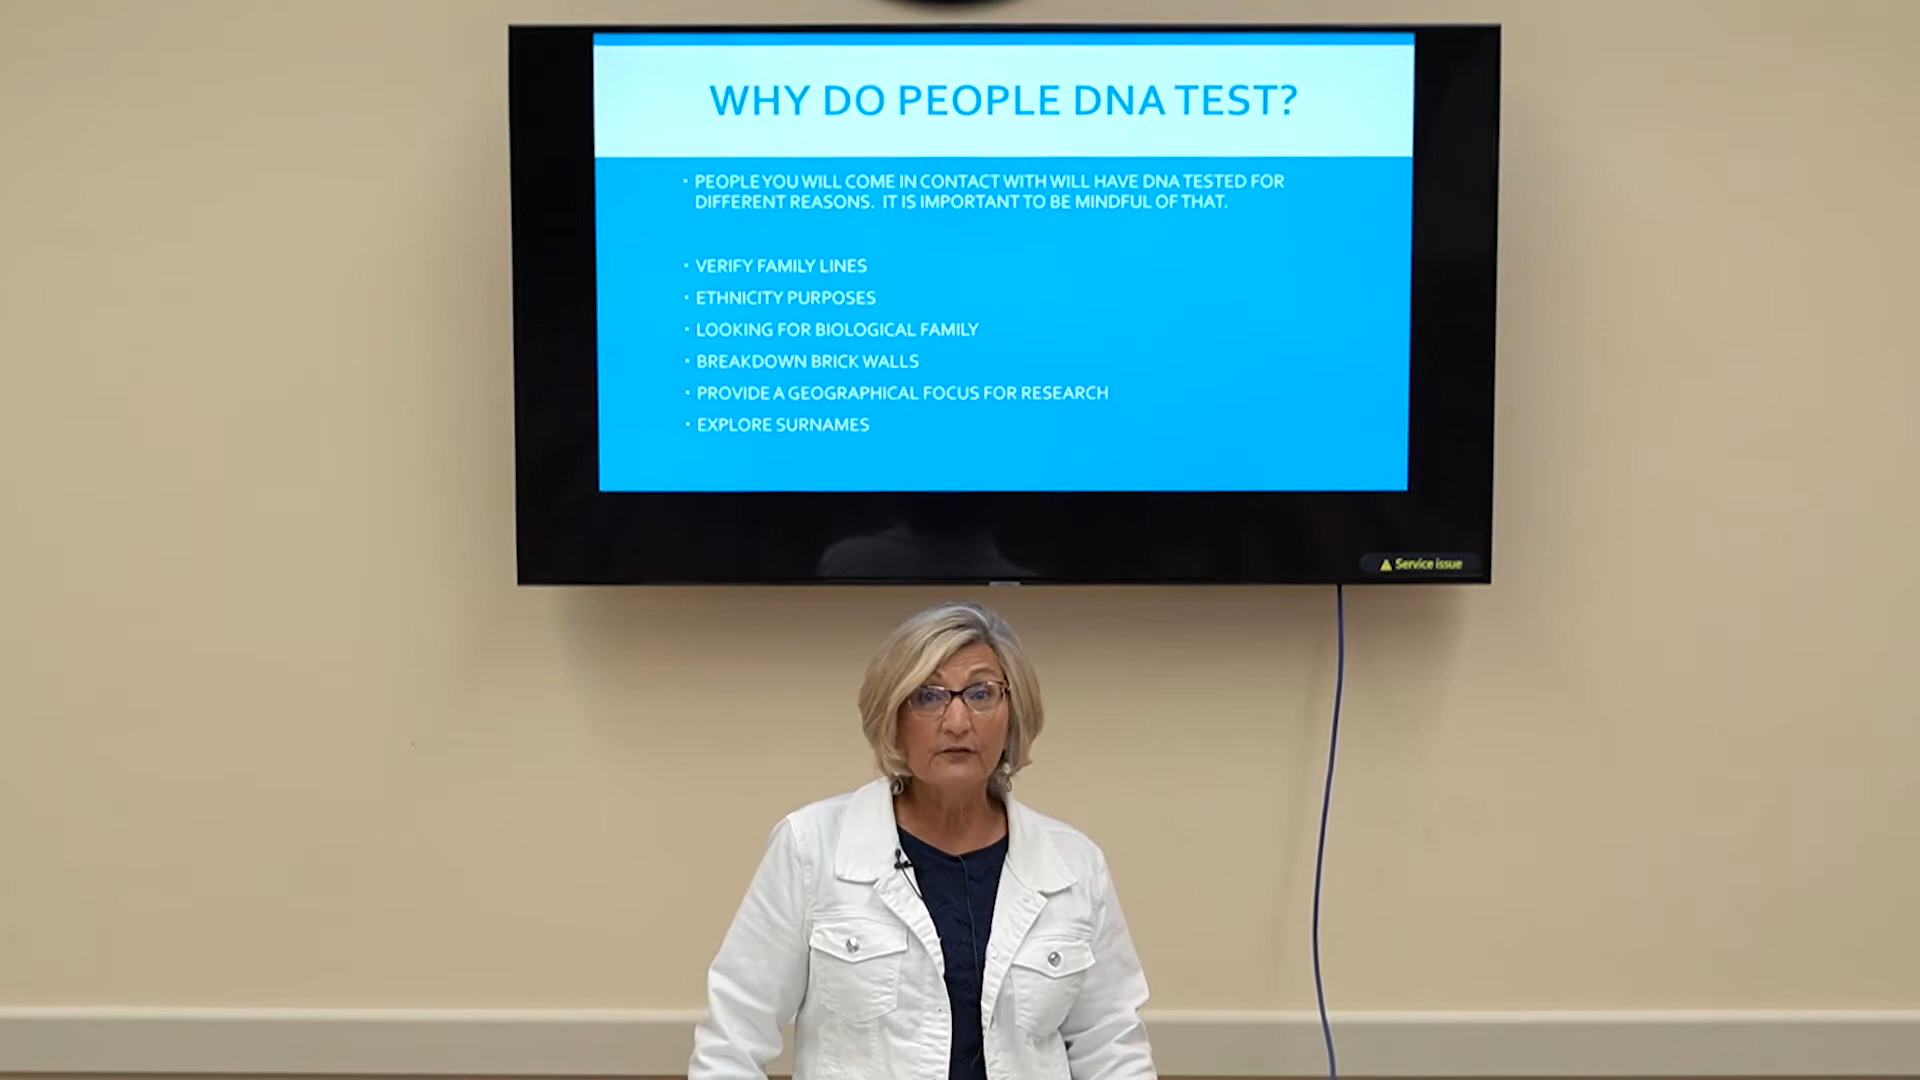 WHY DO PEOPLE DNA TEST?
· PEOPLE YOU WILL COME IN CONTACT WITH WILL HAVE DNA TESTED FOR
DIFFERENT REASONS. IT IS IMPORTANT TO BE MINDFUL OF THAT.
· VERIFY FAMILY LINES
· ETHNICITY PURPOSES
· LOOKING FOR BIOLOGICAL FAMILY
· BREAKDOWN BRICK WALLS
· PROVIDE A GEOGRAPHICAL FOCUS FOR RESEARCH
· EXPLORE SURNAMES
Service issue